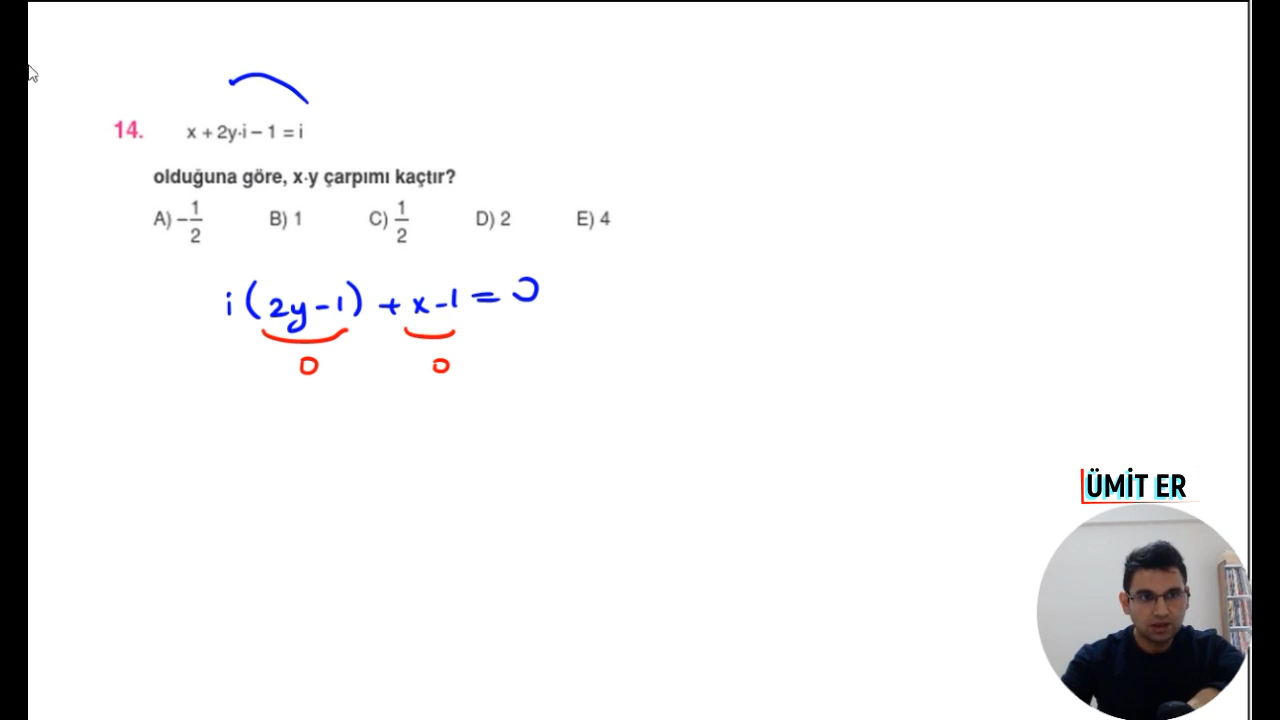 14. x + 2y·i – 1 = i
olduğuna göre, x·y çarpımı kaçtır?
A) –1/2 B) 1 C) 1/2 D) 2 E) 4
i(2y-1) + x-1 = 0
0 0
ÜMİT ER